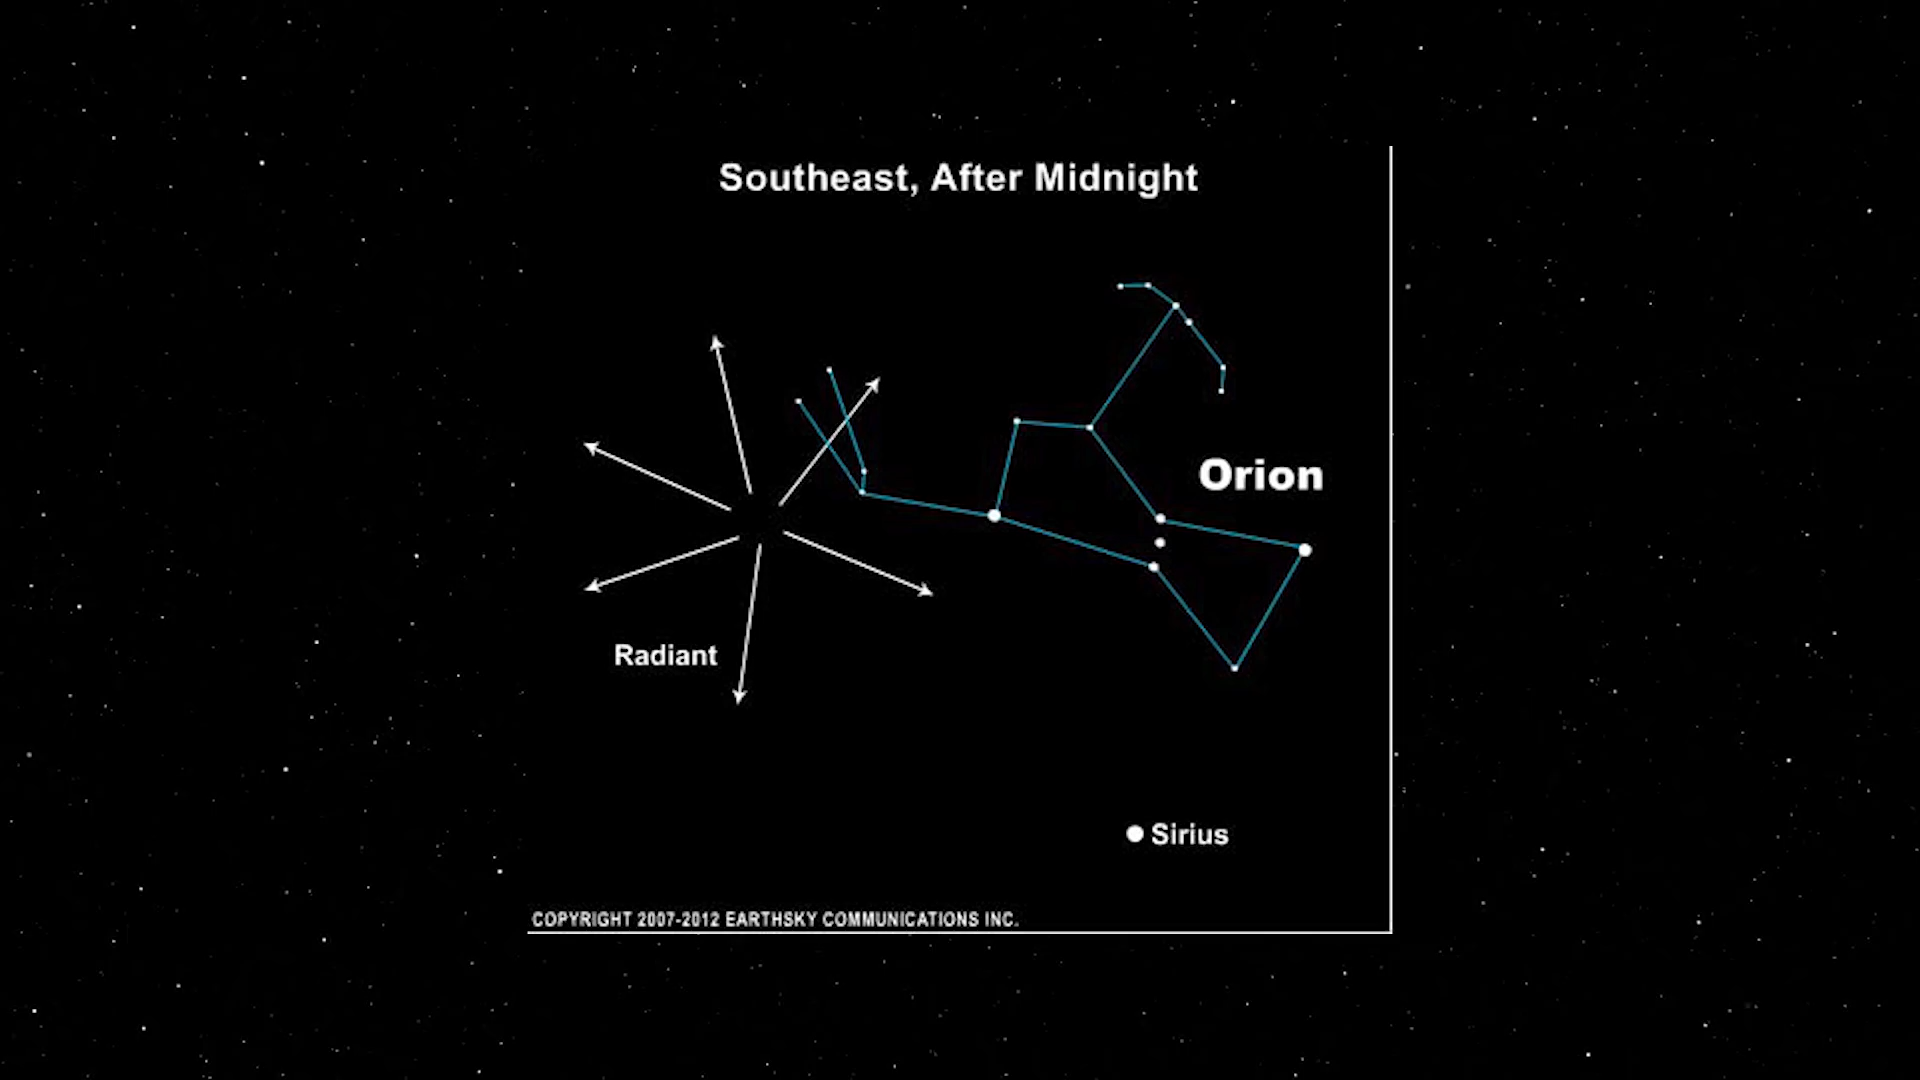 Southeast, After Midnight
Orion
Radiant
Sirius
COPYRIGHT 2007-2012 EARTHSKY COMMUNICATIONS INC.